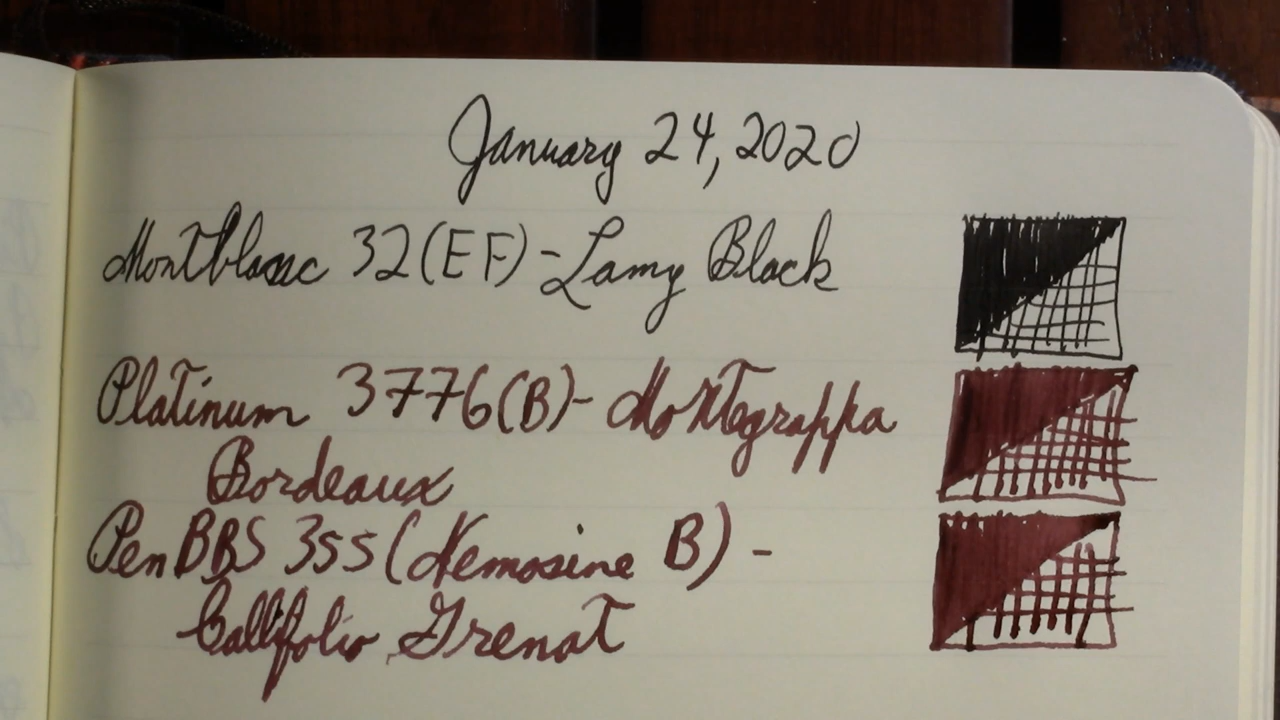 January 24, 2020
Montblanc 32 (EF) - Lamy Black
Platinum 3776 (B) - Montegrappa
Bordeaux
PenBBS 355 (Nemosine B) -
Callifolio Grenat